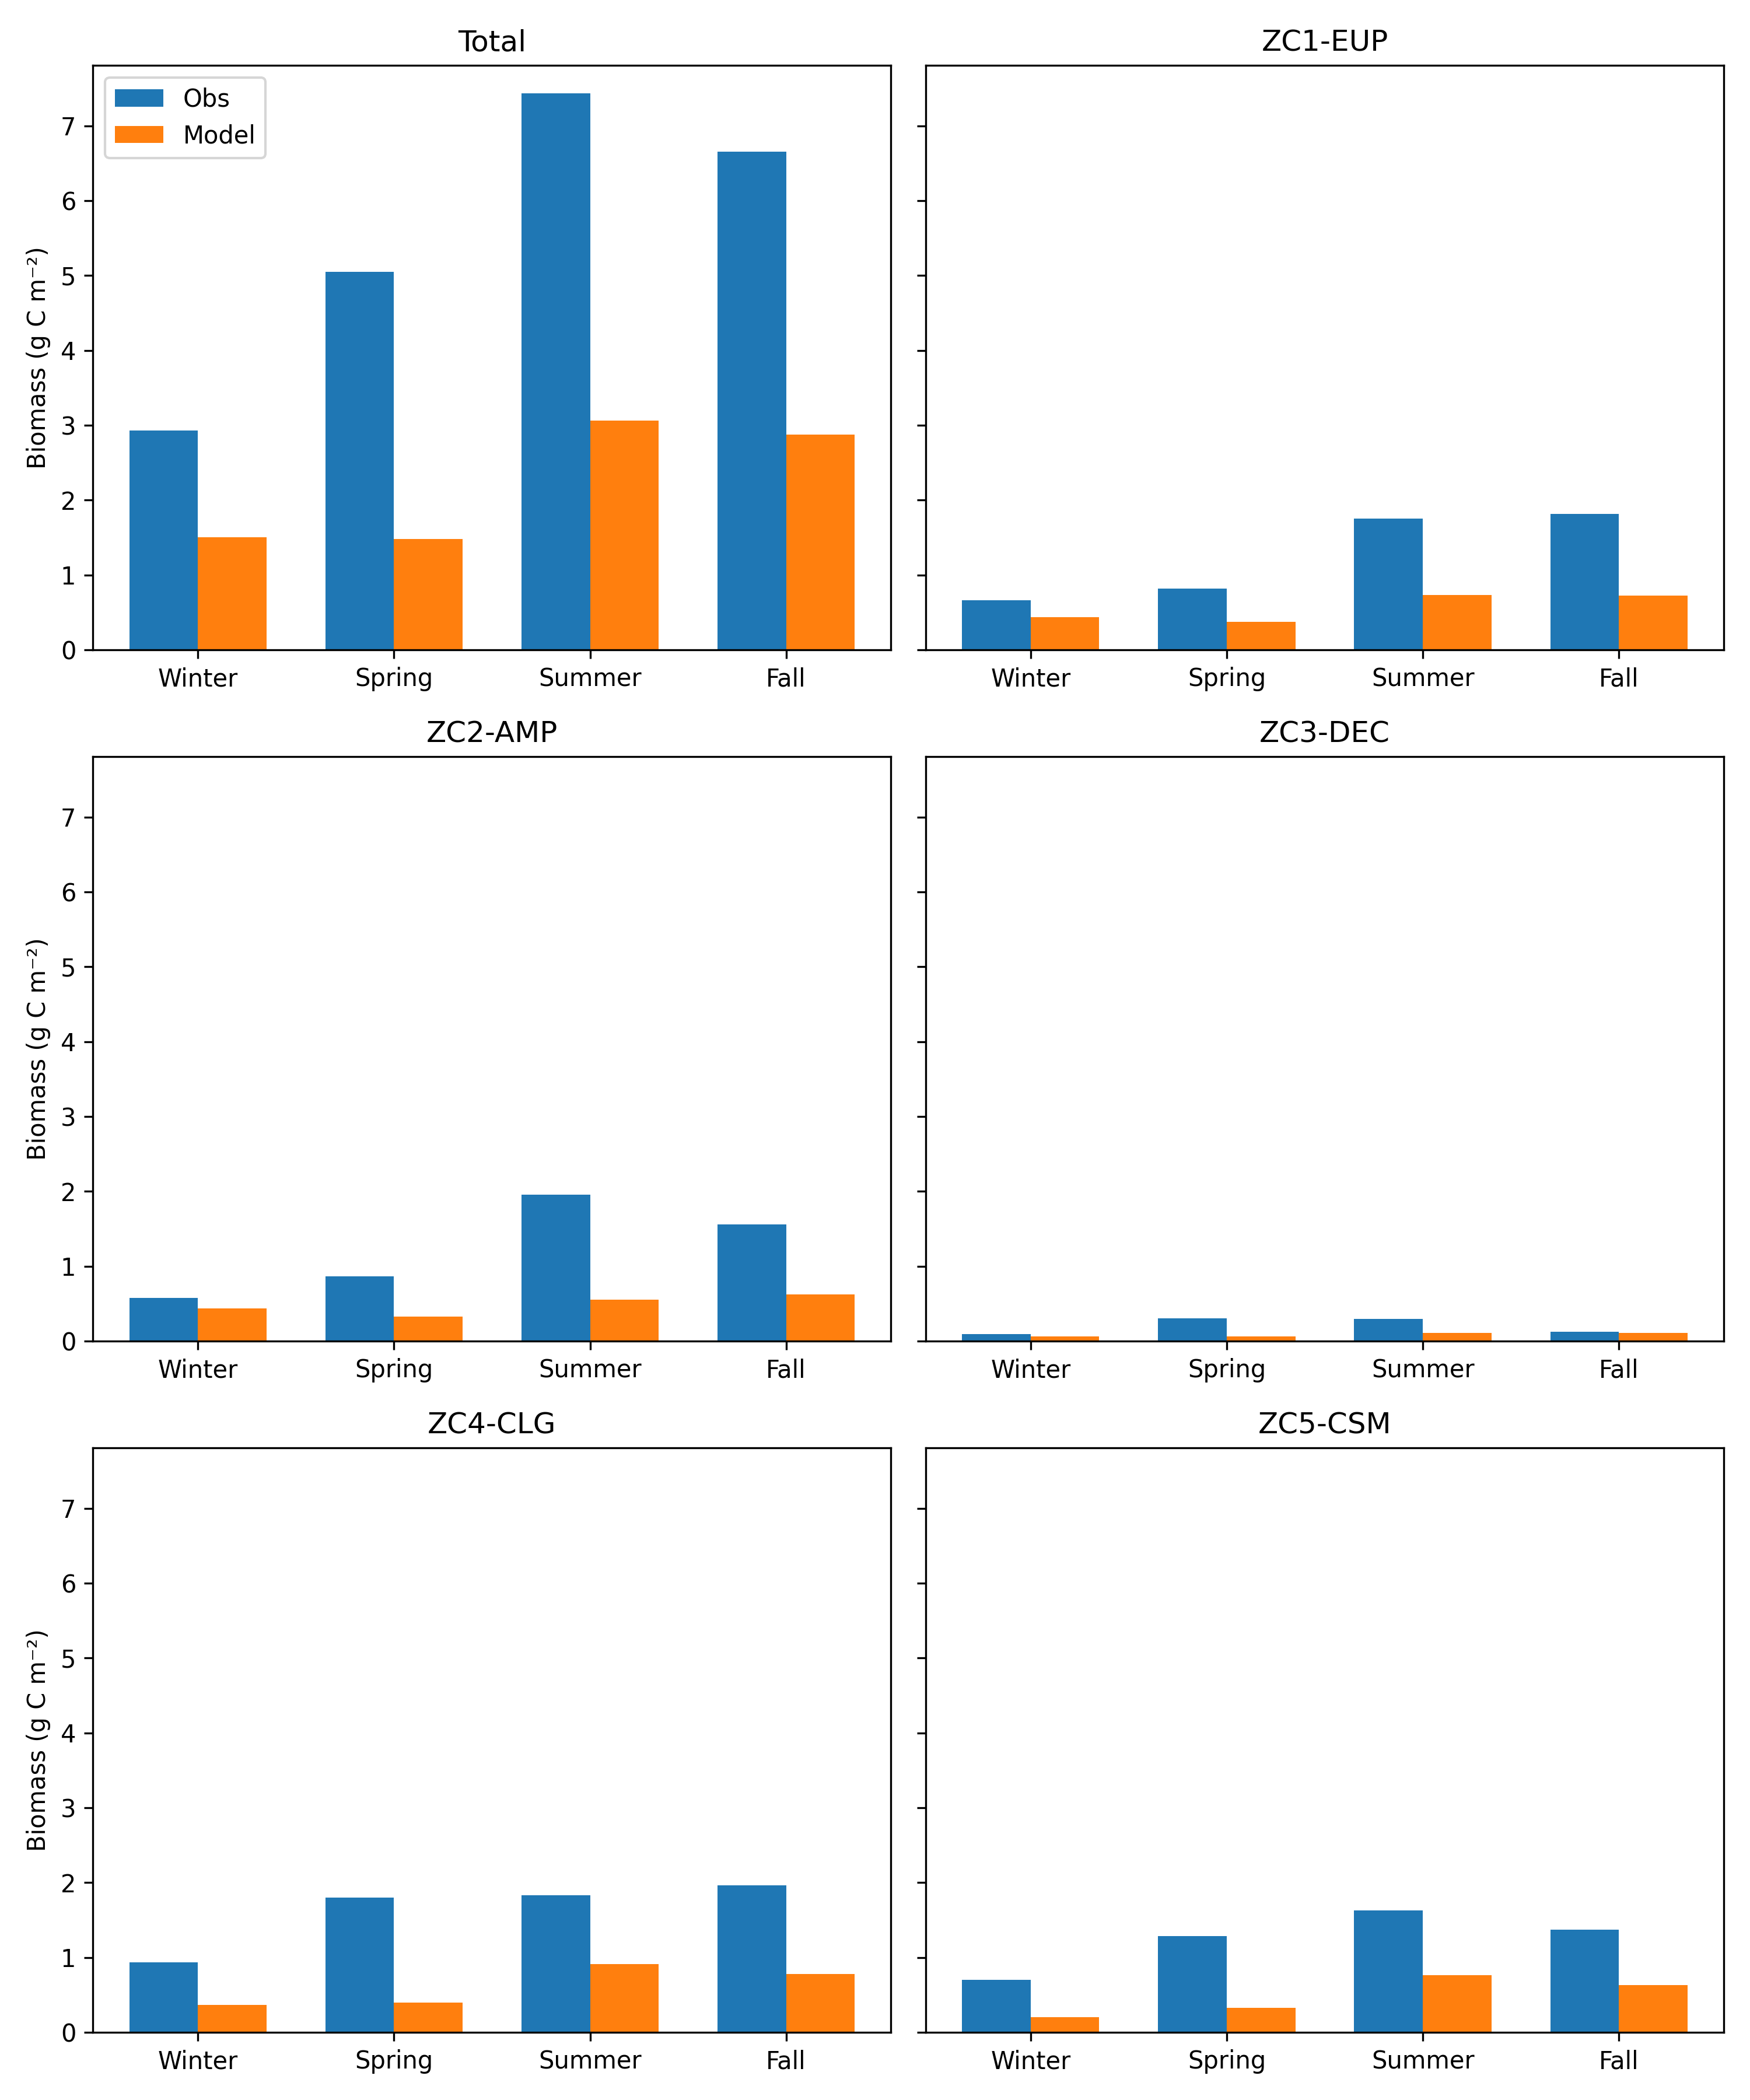 Total
Obs
Model
Biomass (g C m⁻²)
7
6
5
4
3
2
1
0
Winter Spring Summer Fall
ZC1-EUP
Winter Spring Summer Fall
ZC2-AMP
Biomass (g C m⁻²)
7
6
5
4
3
2
1
0
Winter Spring Summer Fall
ZC3-DEC
Winter Spring Summer Fall
ZC4-CLG
Biomass (g C m⁻²)
7
6
5
4
3
2
1
0
Winter Spring Summer Fall
ZC5-CSM
Winter Spring Summer Fall